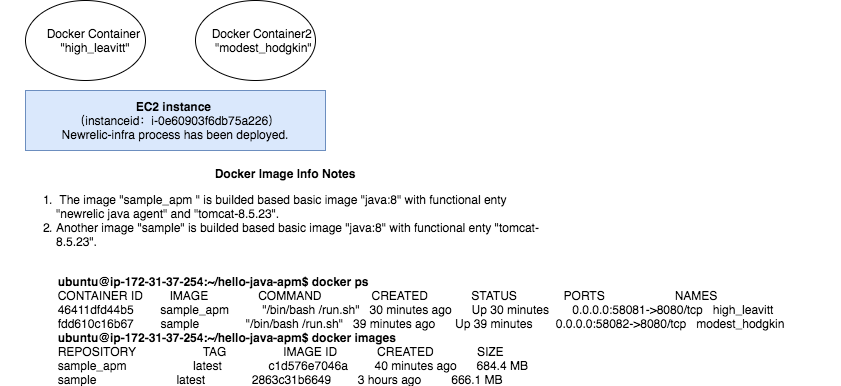 Docker Container
"high_leavitt"
Docker Container2
"modest_hodgkin"
EC2 instance
(instanceid: i-0e60903f6db75a226)
Newrelic-infra process has been deployed.
Docker Image Info Notes
1. The image "sample_apm " is builded based basic image "java:8" with functional enty
"newrelic java agent" and "tomcat-8.5.23".
2. Another image "sample" is builded based basic image "java:8" with functional enty "tomcat-
8.5.23".
ubuntu@ip-172-31-37-254:~/hello-java-apm$ docker ps
CONTAINER ID IMAGE COMMAND CREATED STATUS PORTS NAMES
46411dfd44b5 sample_apm "/bin/bash /run.sh" 30 minutes ago Up 30 minutes 0.0.0.0:58081->8080/tcp high_leavitt
fdd610c16b67 sample "/bin/bash /run.sh" 39 minutes ago Up 39 minutes 0.0.0.0:58082->8080/tcp modest_hodgkin
ubuntu@ip-172-31-37-254:~/hello-java-apm$ docker images
REPOSITORY TAG IMAGE ID CREATED SIZE
sample_apm latest c1d576e7046a 40 minutes ago 684.4 MB
sample latest 2863c31b6649 3 hours ago 666.1 MB